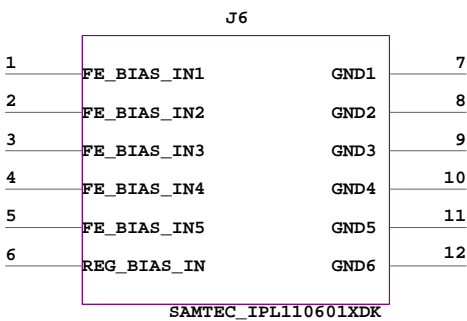 J6
1 FE_BIAS_IN1 GND1 7
2 FE_BIAS_IN2 GND2 8
3 FE_BIAS_IN3 GND3 9
4 FE_BIAS_IN4 GND4 10
5 FE_BIAS_IN5 GND5 11
6 REG_BIAS_IN GND6 12
SAMTEC_IPL110601XDK